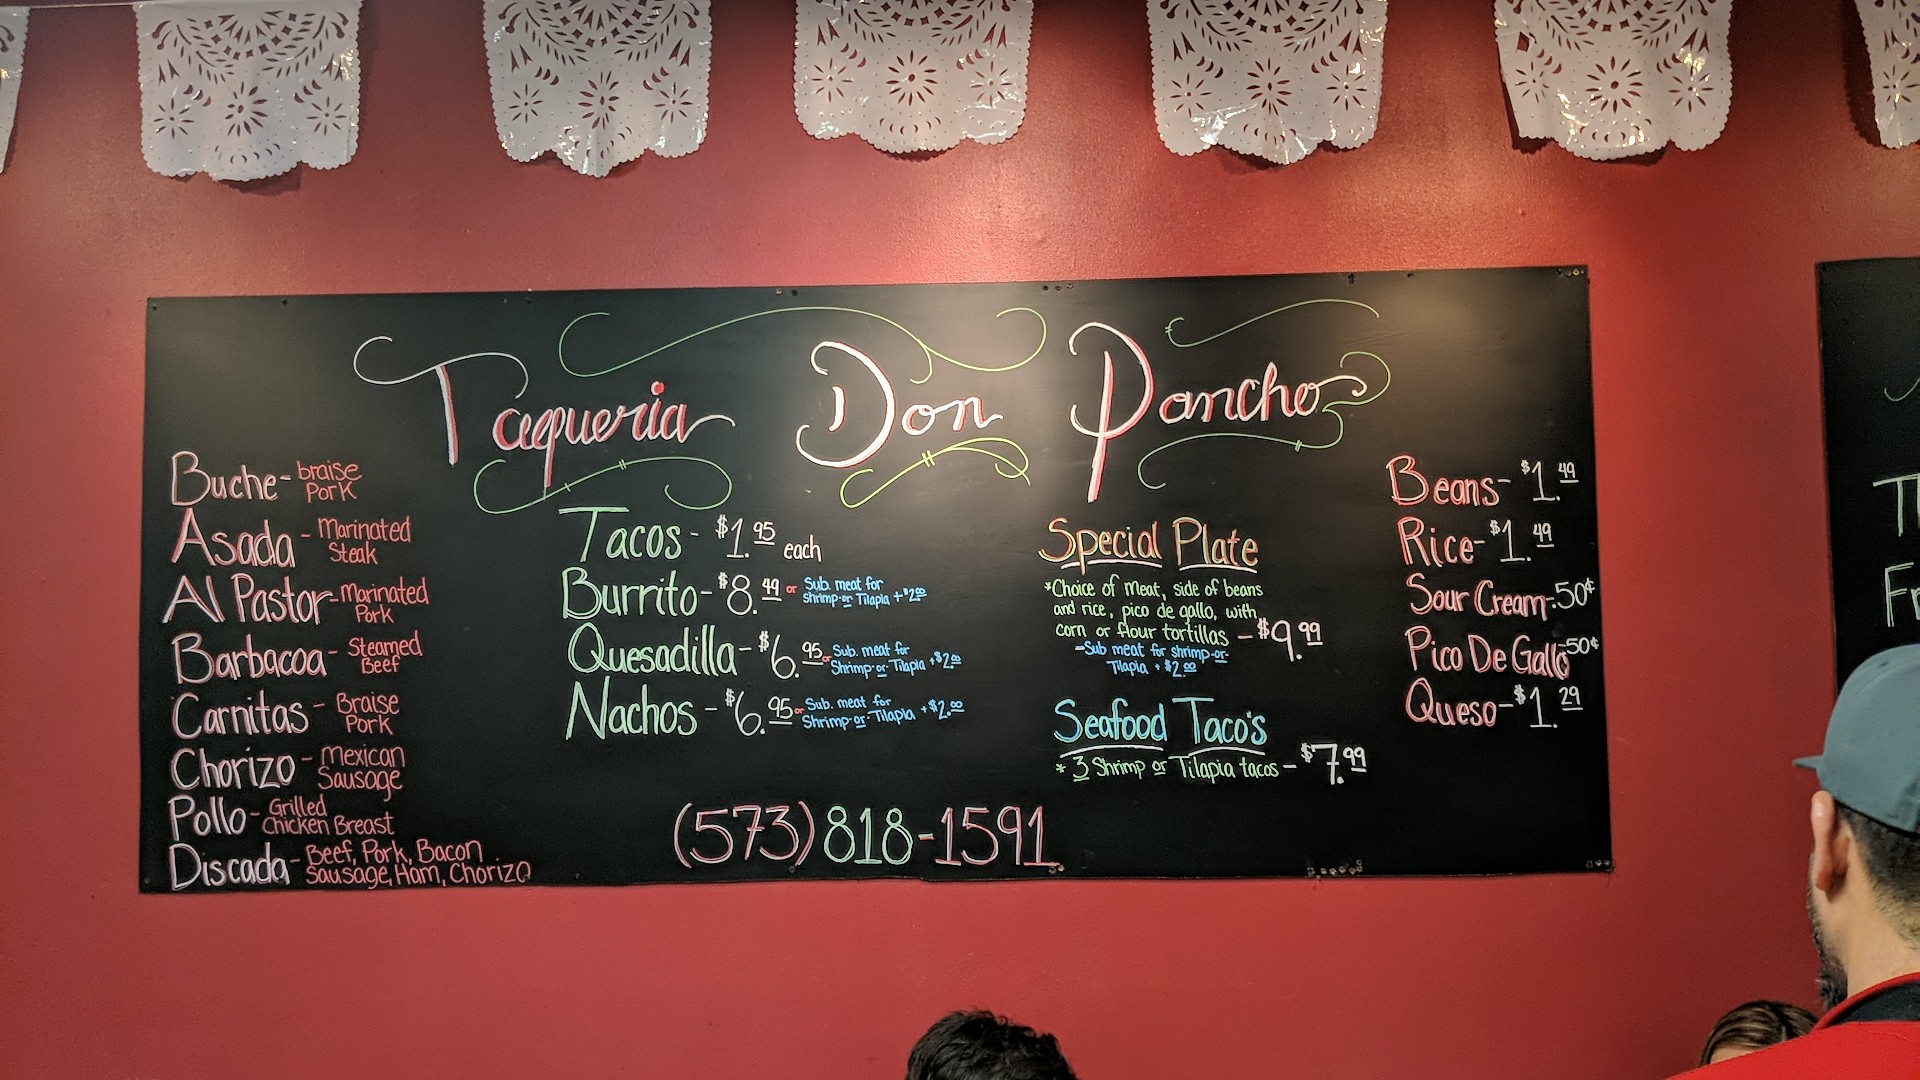 Taqueria Don Pancho
Buche - braise
Pork
Asada - Marinated
Steak
Al Pastor - Marinated
Pork
Barbacoa - Steamed
Beef
Carnitas - Braise
Pork
Chorizo - Mexican
Sausage
Pollo - Grilled
Chicken Breast
Discada - Beef, Pork, Bacon
Sausage, Ham, Chorizo
Tacos - $1.95 each
Burrito - $8.49 or Sub. meat for
Shrimp -or- Tilapia + $2.00
Quesadilla - $6.95 or Sub. meat for
Shrimp -or- Tilapia + $2.00
Nachos - $6.95 or Sub. meat for
Shrimp -or- Tilapia + $2.00
(573) 818-1591
Special Plate
*Choice of meat, side of beans
and rice, pico de gallo, with
corn or flour tortillas - $9.99
-Sub meat for shrimp -or-
Tilapia + $2.00
Seafood Taco's
* 3 Shrimp or Tilapia tacos - $7.99
Beans - $1.49
Rice - $1.49
Sour Cream - .50¢
Pico De Gallo - .50¢
Queso - $1.29